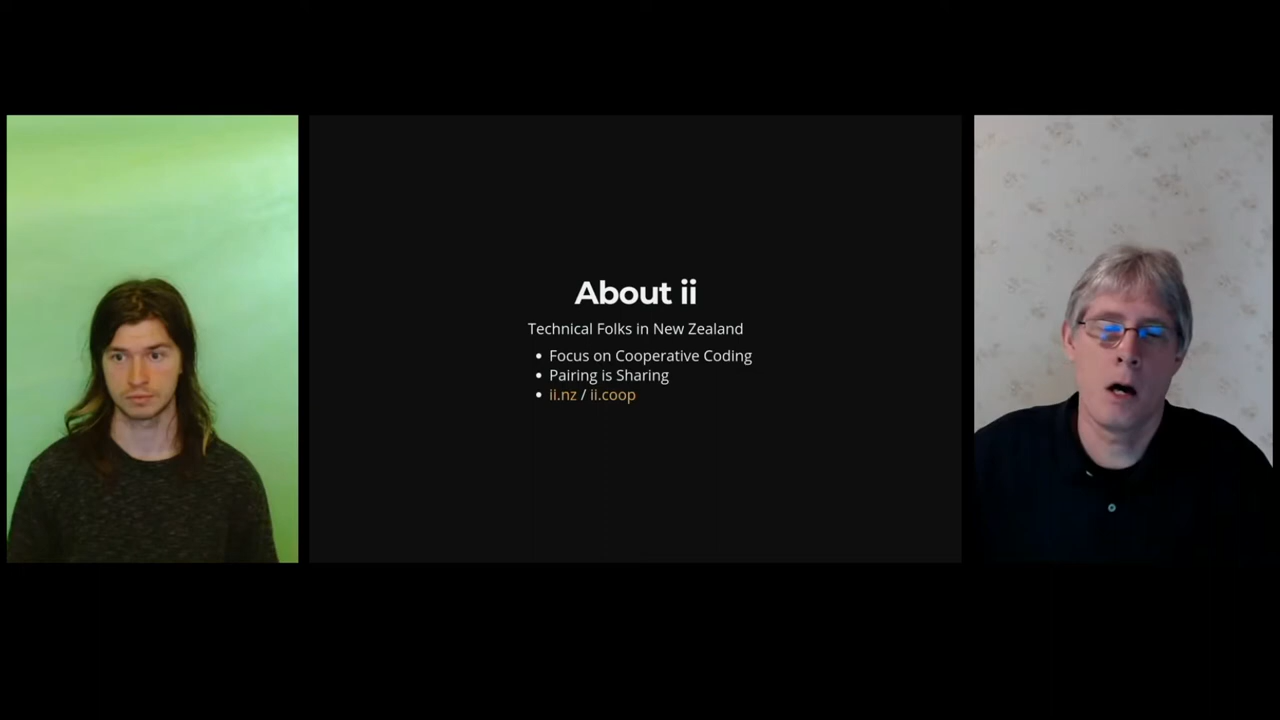 About ii
Technical Folks in New Zealand
Focus on Cooperative Coding
Pairing is Sharing
ii.nz / ii.coop